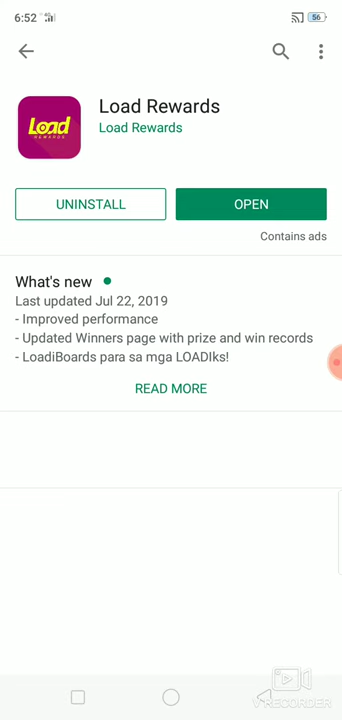 6:52
56
Load
REWARDS
Load Rewards
Load Rewards
UNINSTALL
OPEN
Contains ads
What's new
Last updated Jul 22, 2019
- Improved performance
- Updated Winners page with prize and win records
- LoadiBoards para sa mga LOADIks!
READ MORE
V RECORDER